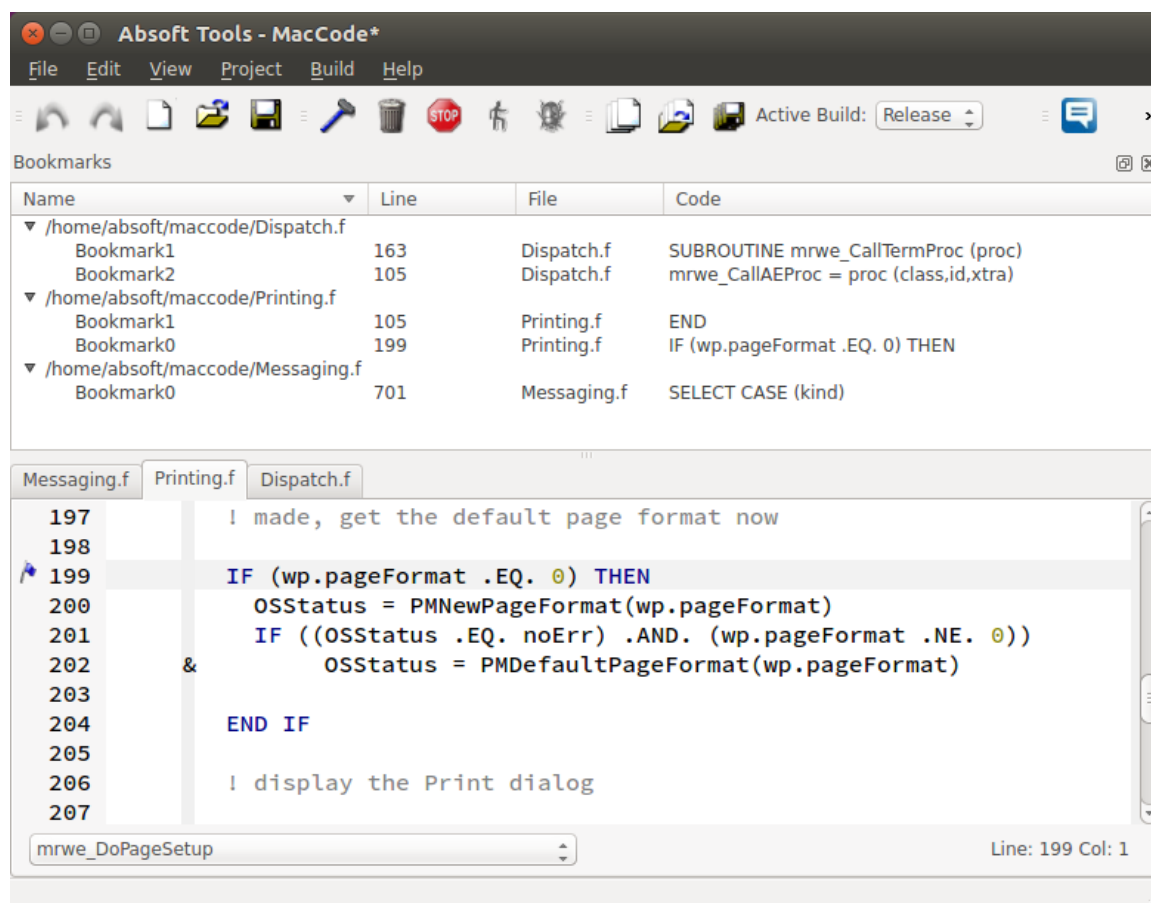 Absoft Tools - MacCode*
File Edit View Project Build Help
STOP Active Build: Release »
Bookmarks
Name Line File Code
/home/absoft/maccode/Dispatch.f
Bookmark1 163 Dispatch.f SUBROUTINE mrwe_CallTermProc (proc)
Bookmark2 105 Dispatch.f mrwe_CallAEProc = proc (class,id,xtra)
/home/absoft/maccode/Printing.f
Bookmark1 105 Printing.f END
Bookmark0 199 Printing.f IF (wp.pageFormat .EQ. 0) THEN
/home/absoft/maccode/Messaging.f
Bookmark0 701 Messaging.f SELECT CASE (kind)
Messaging.f Printing.f Dispatch.f
197 ! made, get the default page format now
198
199 IF (wp.pageFormat .EQ. 0) THEN
200 OSStatus = PMNewPageFormat(wp.pageFormat)
201 IF ((OSStatus .EQ. noErr) .AND. (wp.pageFormat .NE. 0))
202 & OSStatus = PMDefaultPageFormat(wp.pageFormat)
203
204 END IF
205
206 ! display the Print dialog
207
mrwe_DoPageSetup Line: 199 Col: 1